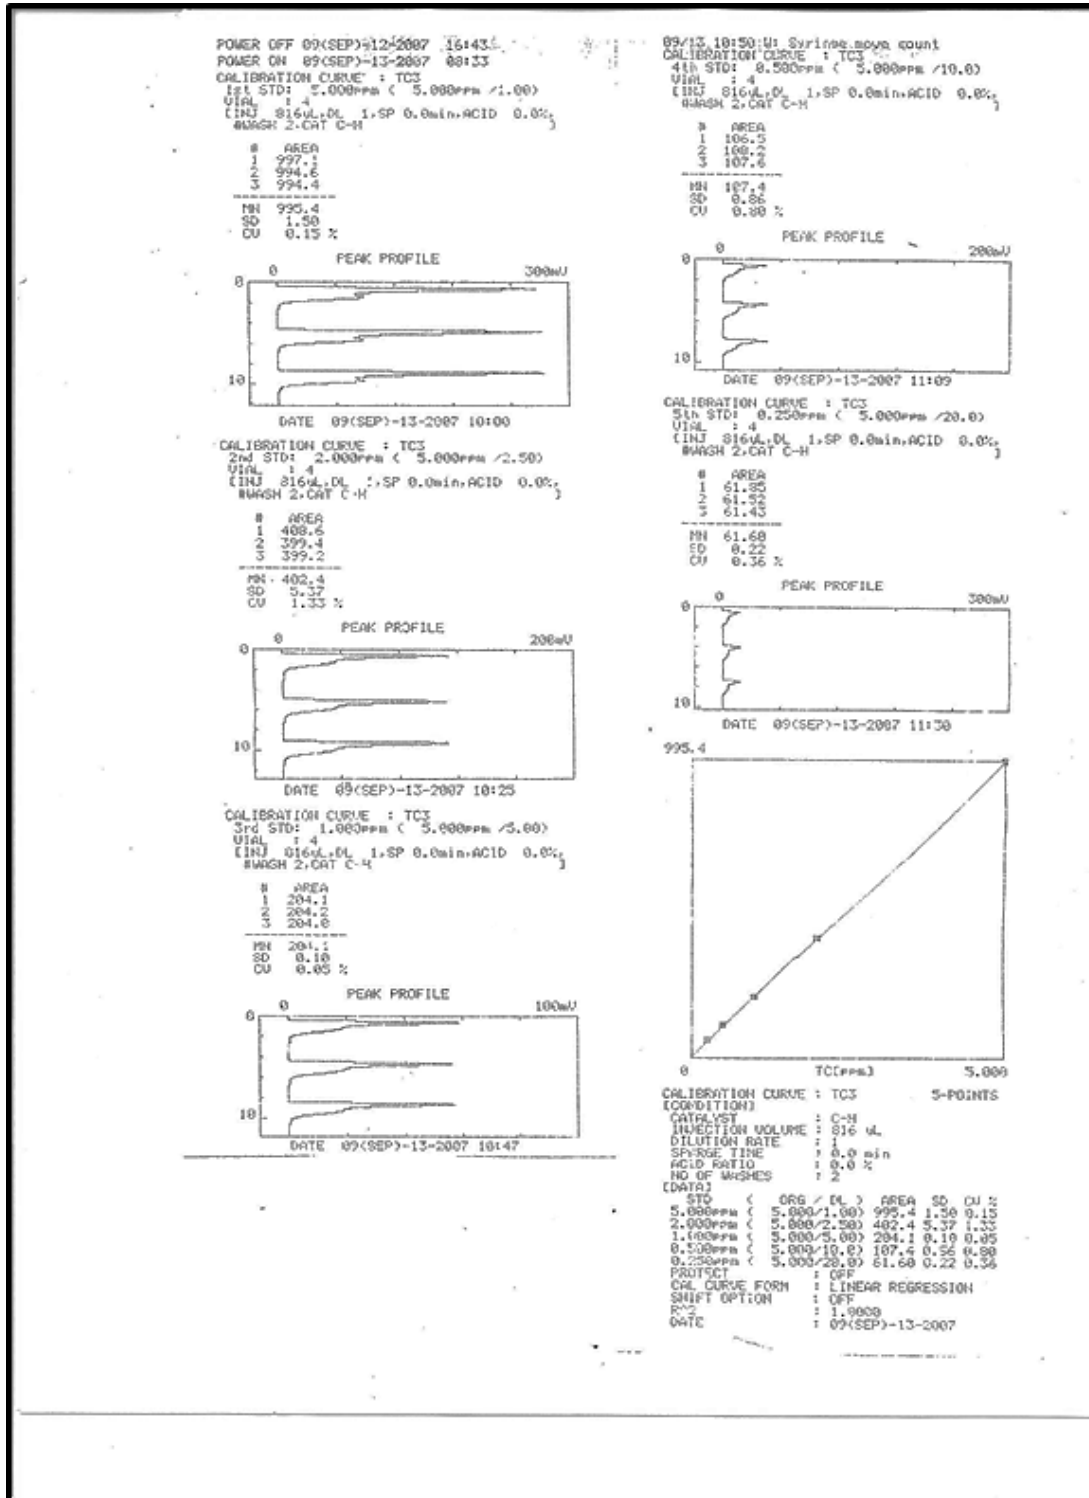 POWER OFF 09(SEP)-12-2007 16:43
POWER ON 09(SEP)-13-2007 08:33
CALIBRATION CURVE : TC3
1st STD: 5.000ppm ( 5.000ppm /1.00)
VIAL : 4
[INJ 816uL,DL 1,SP 0.0min,ACID 0.0%,
#WASH 2,CAT C-H ]
# AREA
1 997.1
2 994.6
3 994.4
MN 995.4
SD 1.50
CV 0.15 %
PEAK PROFILE
0 300mV
0
10
DATE 09(SEP)-13-2007 10:00
CALIBRATION CURVE : TC3
2nd STD: 2.000ppm ( 5.000ppm /2.50)
VIAL : 4
[INJ 816uL,DL 1,SP 0.0min,ACID 0.0%,
#WASH 2,CAT C-H ]
# AREA
1 408.6
2 399.4
3 399.2
MN 402.4
SD 5.37
CV 1.33 %
PEAK PROFILE
0 200mV
0
10
DATE 09(SEP)-13-2007 10:25
CALIBRATION CURVE : TC3
3rd STD: 1.000ppm ( 5.000ppm /5.00)
VIAL : 4
[INJ 816uL,DL 1,SP 0.0min,ACID 0.0%,
#WASH 2,CAT C-H ]
# AREA
1 204.1
2 204.2
3 204.0
MN 204.1
SD 0.10
CV 0.05 %
PEAK PROFILE
0 100mV
0
10
DATE 09(SEP)-13-2007 10:47
09/13 10:50 W: Syringe move count
CALIBRATION CURVE : TC3
4th STD: 0.500ppm ( 5.000ppm /10.0)
VIAL : 4
[INJ 816uL,DL 1,SP 0.0min,ACID 0.0%,
#WASH 2,CAT C-H ]
# AREA
1 106.5
2 108.2
3 107.6
MN 107.4
SD 0.86
CV 0.80 %
PEAK PROFILE
0 200mV
0
10
DATE 09(SEP)-13-2007 11:09
CALIBRATION CURVE : TC3
5th STD: 0.250ppm ( 5.000ppm /20.0)
VIAL : 4
[INJ 816uL,DL 1,SP 0.0min,ACID 0.0%,
#WASH 2,CAT C-H ]
# AREA
1 61.85
2 61.52
3 61.43
MN 61.60
SD 0.22
CV 0.36 %
PEAK PROFILE
0 300mV
0
10
DATE 09(SEP)-13-2007 11:30
995.4
0 TC[ppm] 5.000
CALIBRATION CURVE : TC3 5-POINTS
[CONDITION]
CATALYST : C-H
INJECTION VOLUME : 816 uL
DILUTION RATE : 1
SPARGE TIME : 0.0 min
ACID RATIO : 0.0 %
NO OF WASHES : 2
[DATA]
STD ( ORG / DL ) AREA SD CV %
5.000ppm ( 5.000/1.00) 995.4 1.50 0.15
2.000ppm ( 5.000/2.50) 402.4 5.37 1.33
1.000ppm ( 5.000/5.00) 204.1 0.10 0.05
0.500ppm ( 5.000/10.0) 107.4 0.86 0.80
0.250ppm ( 5.000/20.0) 61.60 0.22 0.36
PROTECT : OFF
CAL CURVE FORM : LINEAR REGRESSION
SHIFT OPTION : OFF
R^2 : 1.0000
DATE : 09(SEP)-13-2007